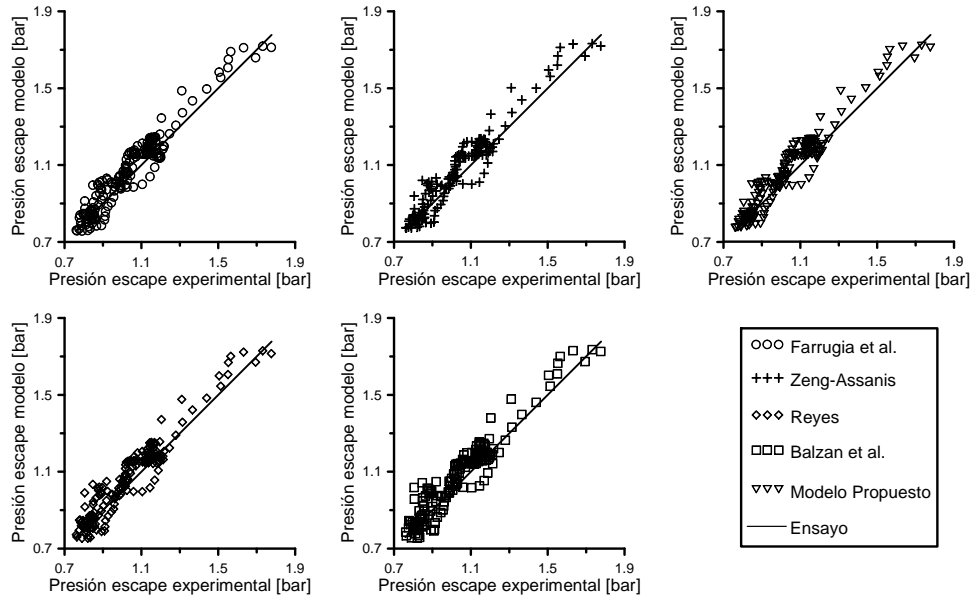 Presión escape modelo [bar]
1.9
1.5
1.1
0.7
0.7 1.1 1.5 1.9
Presión escape experimental [bar]
Presión escape modelo [bar]
1.9
1.5
1.1
0.7
0.7 1.1 1.5 1.9
Presión escape experimental [bar]
Presión escape modelo [bar]
1.9
1.5
1.1
0.7
0.7 1.1 1.5 1.9
Presión escape experimental [bar]
Presión escape modelo [bar]
1.9
1.5
1.1
0.7
0.7 1.1 1.5 1.9
Presión escape experimental [bar]
Presión escape modelo [bar]
1.9
1.5
1.1
0.7
0.7 1.1 1.5 1.9
Presión escape experimental [bar]
Farrugia et al.
Zeng-Assanis
Reyes
Balzan et al.
Modelo Propuesto
Ensayo